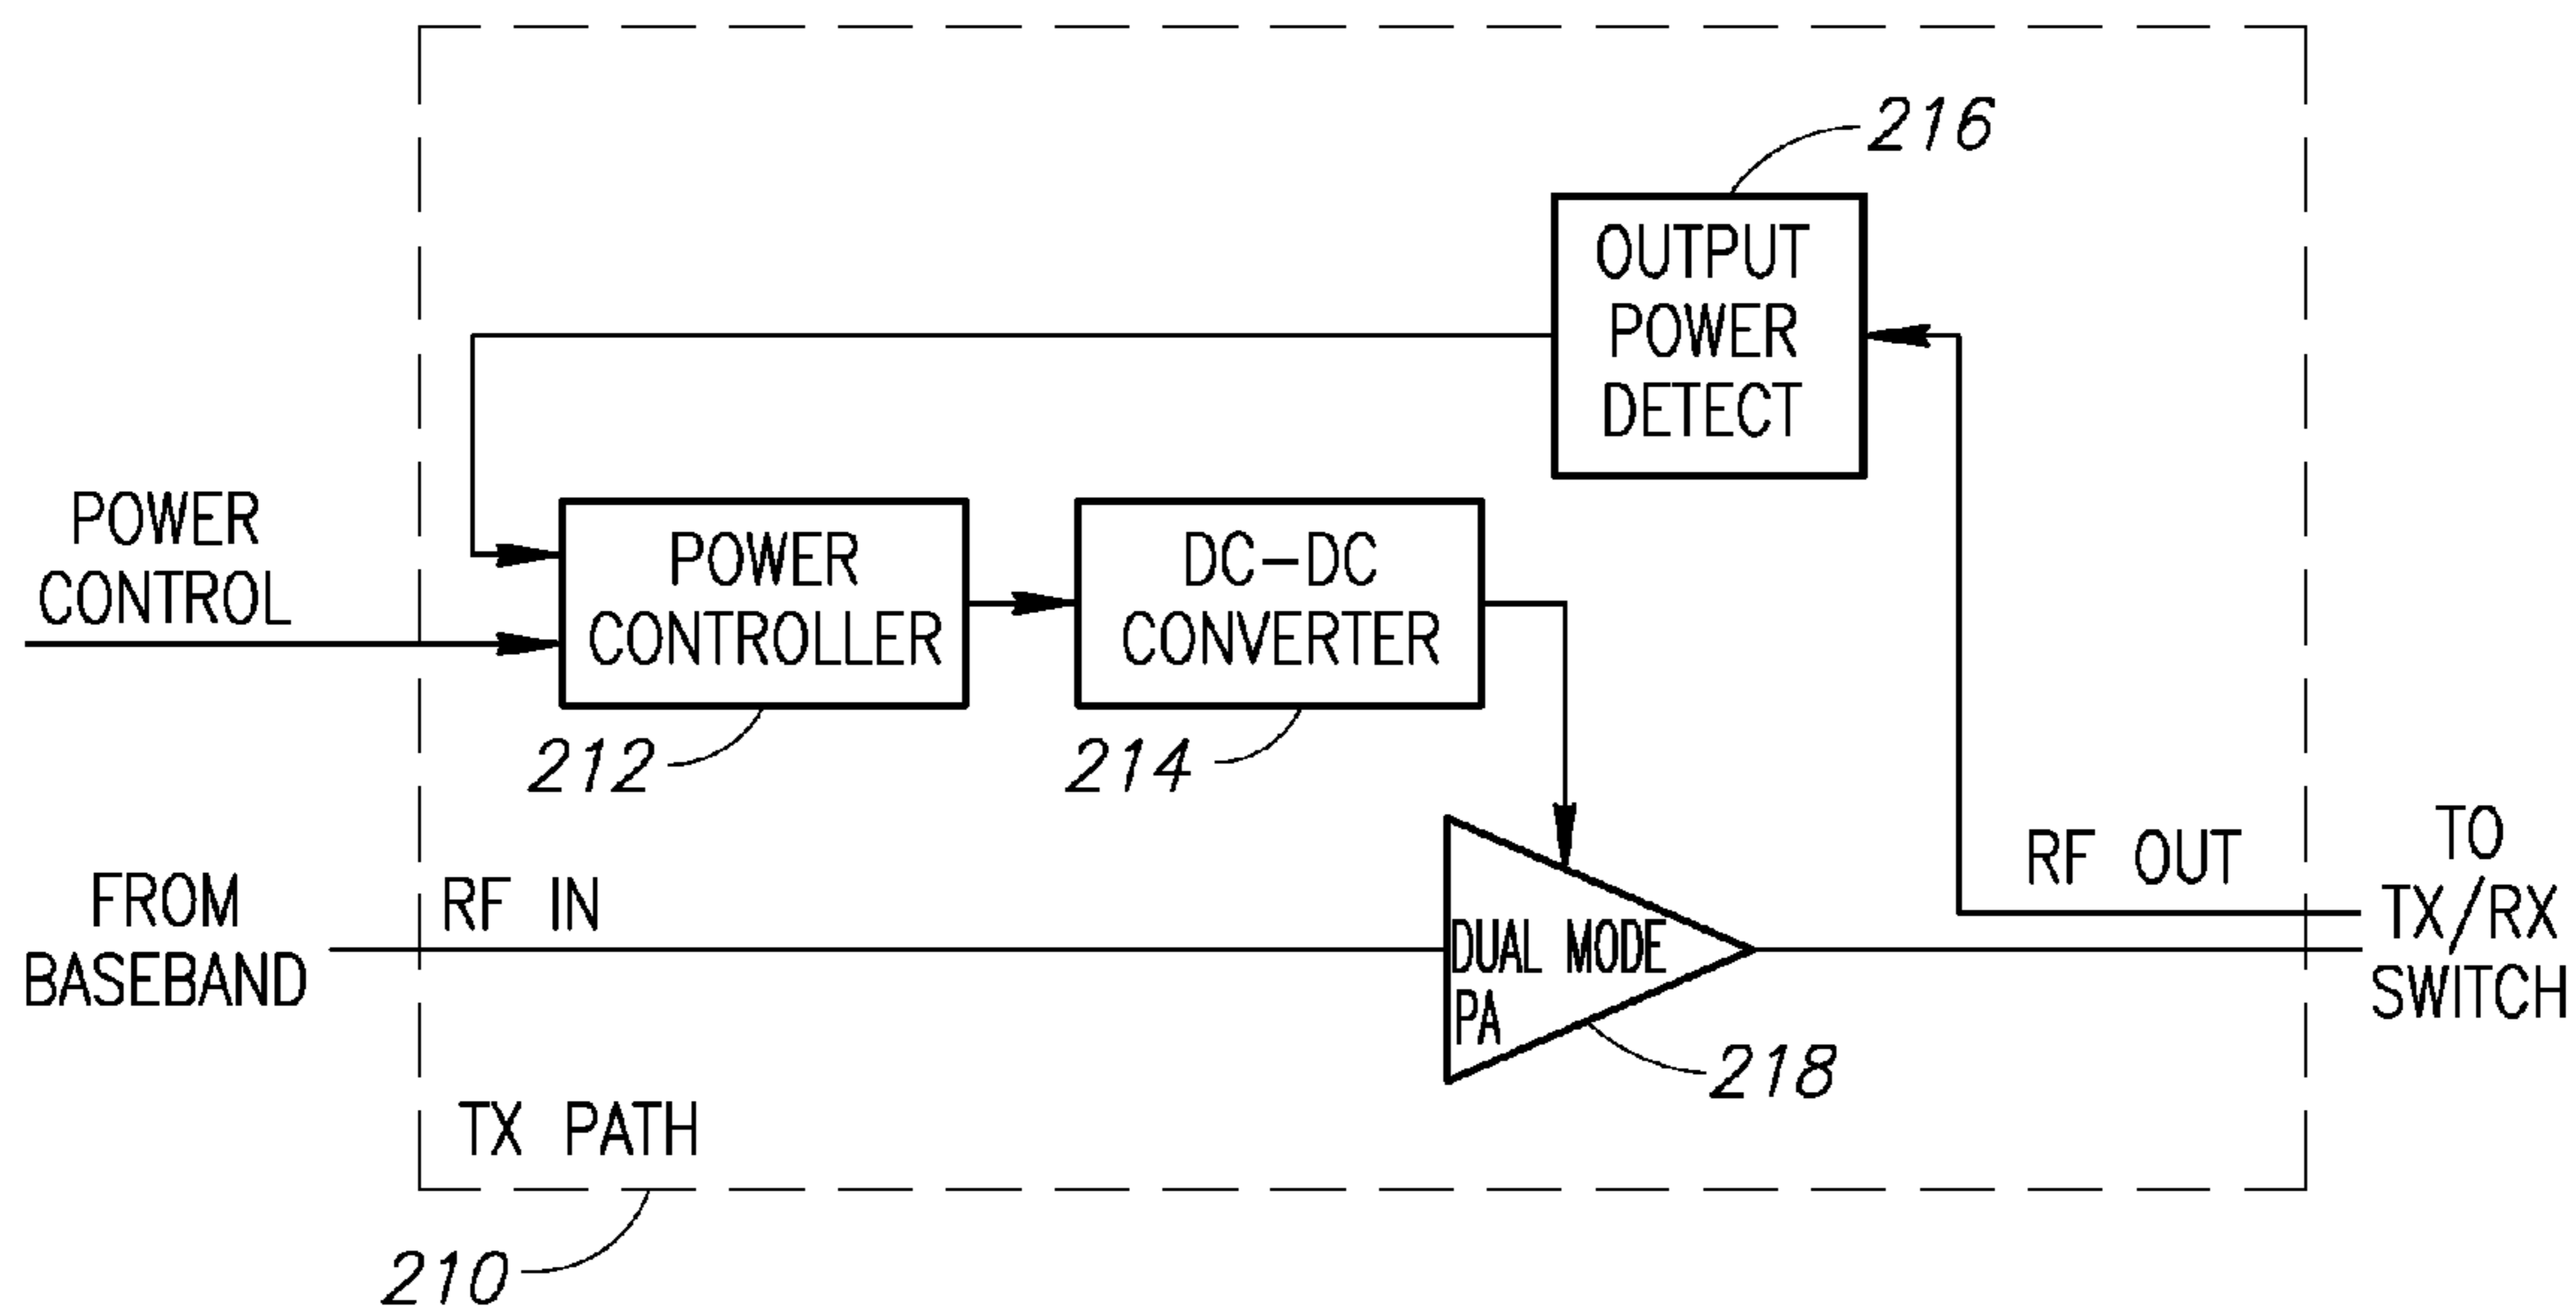 216
OUTPUT
POWER
DETECT
POWER
CONTROL
POWER
CONTROLLER
DC-DC
CONVERTER
212
214
FROM
BASEBAND
RF IN
DUAL MODE
PA
218
RF OUT
TO
TX/RX
SWITCH
TX PATH
210